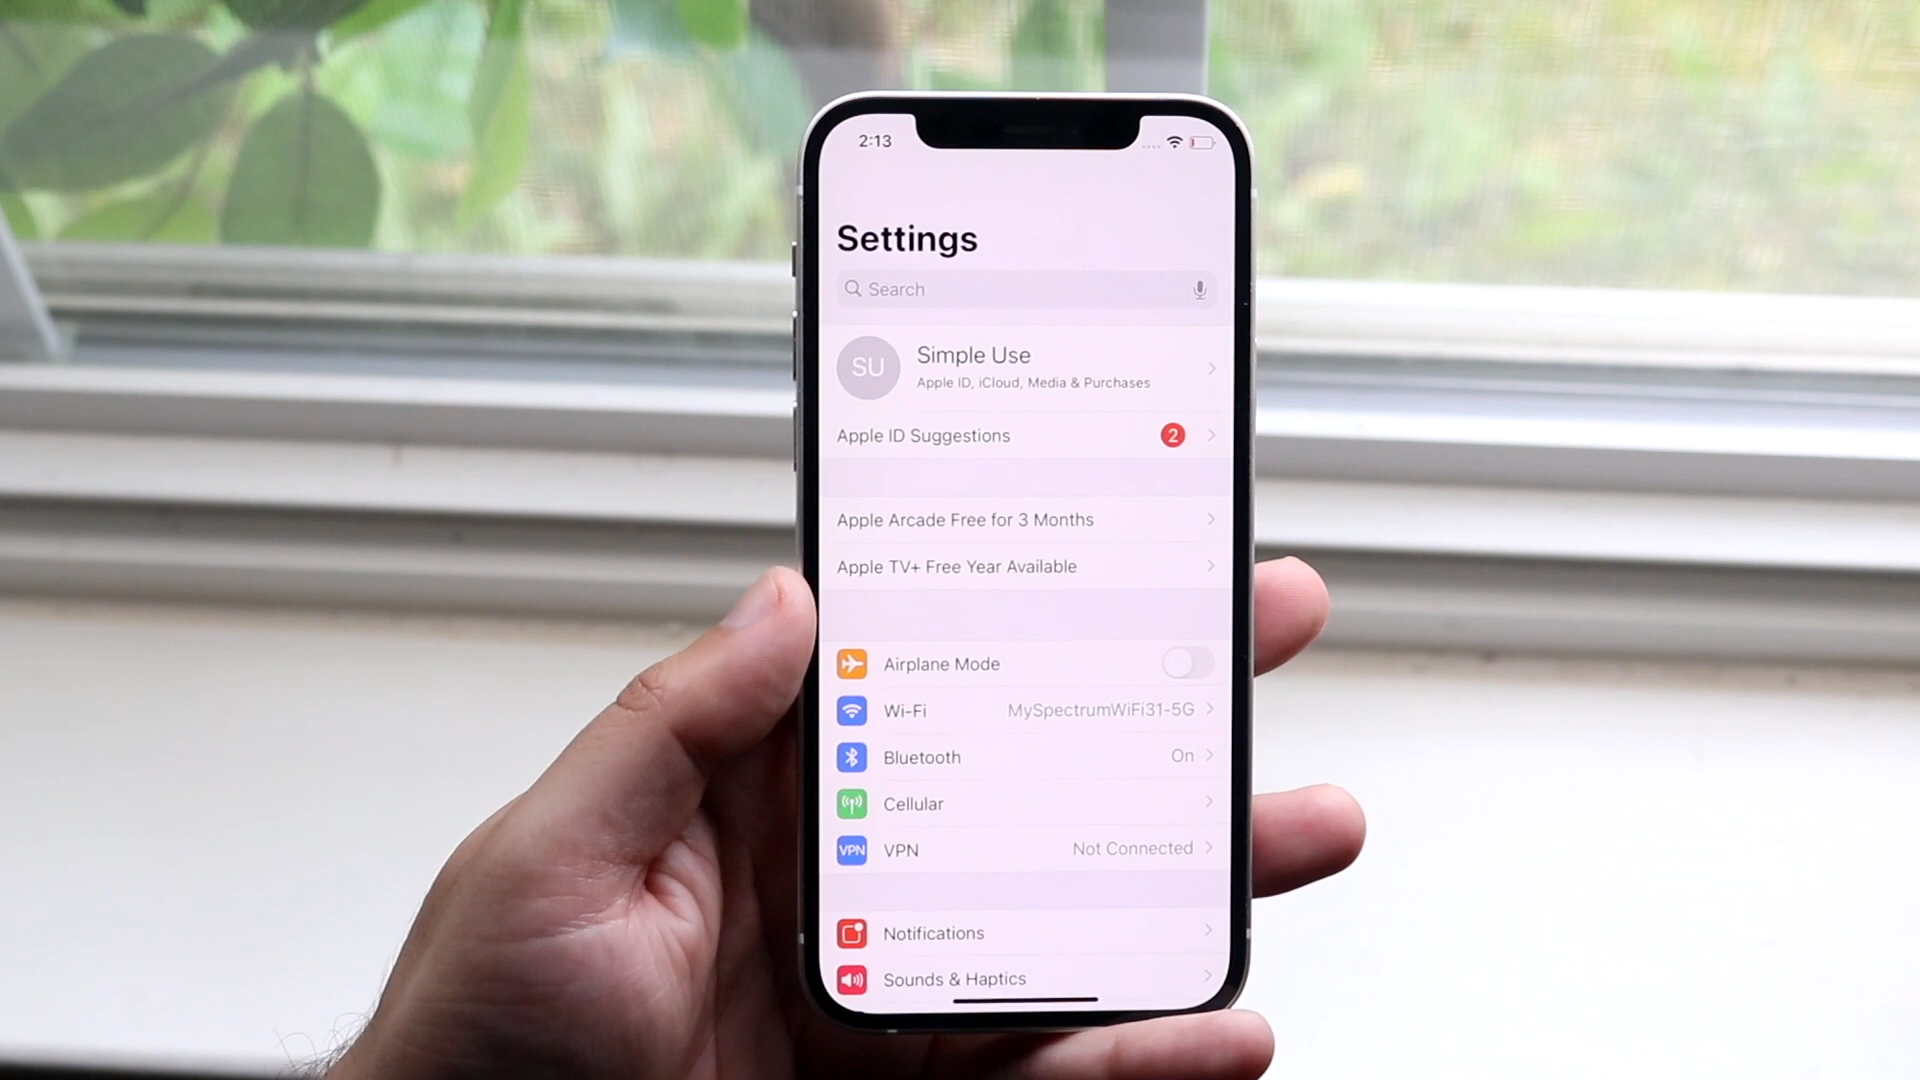 2:13
Settings
Search
SU
Simple Use
Apple ID, iCloud, Media & Purchases
Apple ID Suggestions 2
Apple Arcade Free for 3 Months
Apple TV+ Free Year Available
Airplane Mode
Wi-Fi MySpectrumWiFi31-5G
Bluetooth On
Cellular
VPN VPN Not Connected
Notifications
Sounds & Haptics